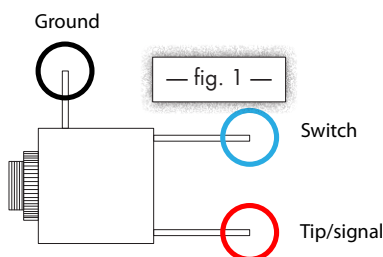 Ground
— fig. 1 —
Switch
Tip/signal